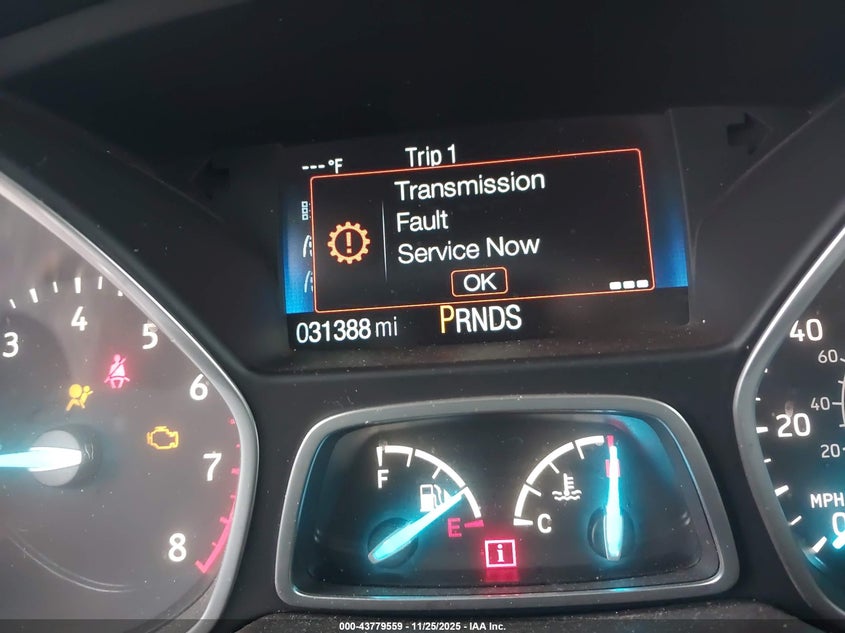 ---°F Trip 1
Transmission
Fault
Service Now
OK
031388 mi PRNDS
3 4 5 6 7 8
F E
C H
i
40
60
40
20
20
MPH
0
000-43779559 - 11/25/2025 - IAA Inc.